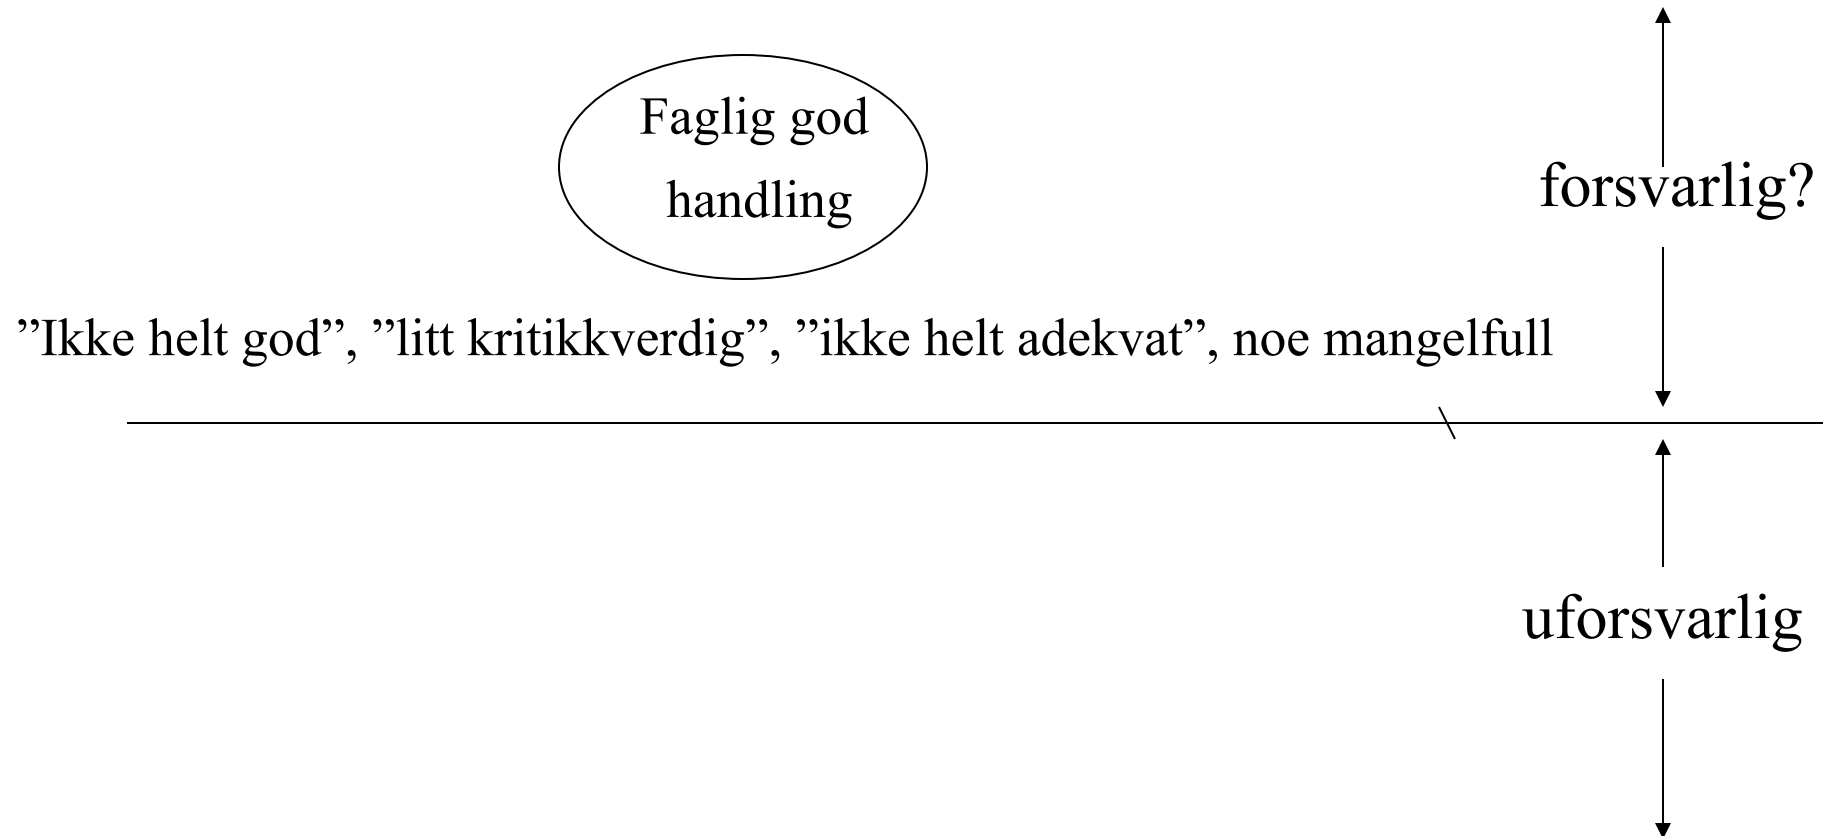 Faglig god
handling
forsvarlig?
”Ikke helt god”, ”litt kritikkverdig”, ”ikke helt adekvat”, noe mangelfull
uforsvarlig